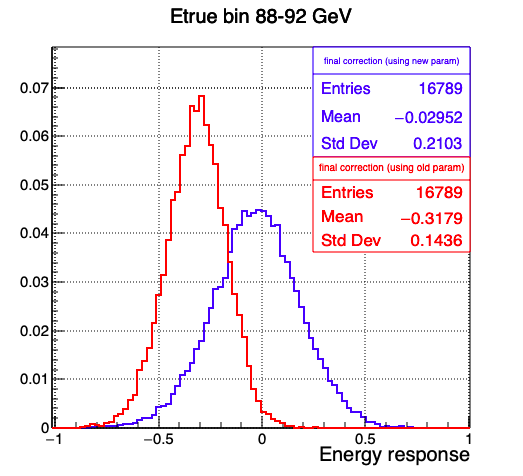 Etrue bin 88-92 GeV
final correction (using new param)
Entries 16789
Mean −0.02952
Std Dev 0.2103
final correction (using old param)
Entries 16789
Mean −0.3179
Std Dev 0.1436
0.07
0.06
0.05
0.04
0.03
0.02
0.01
0
−1 −0.5 0 0.5 1
Energy response